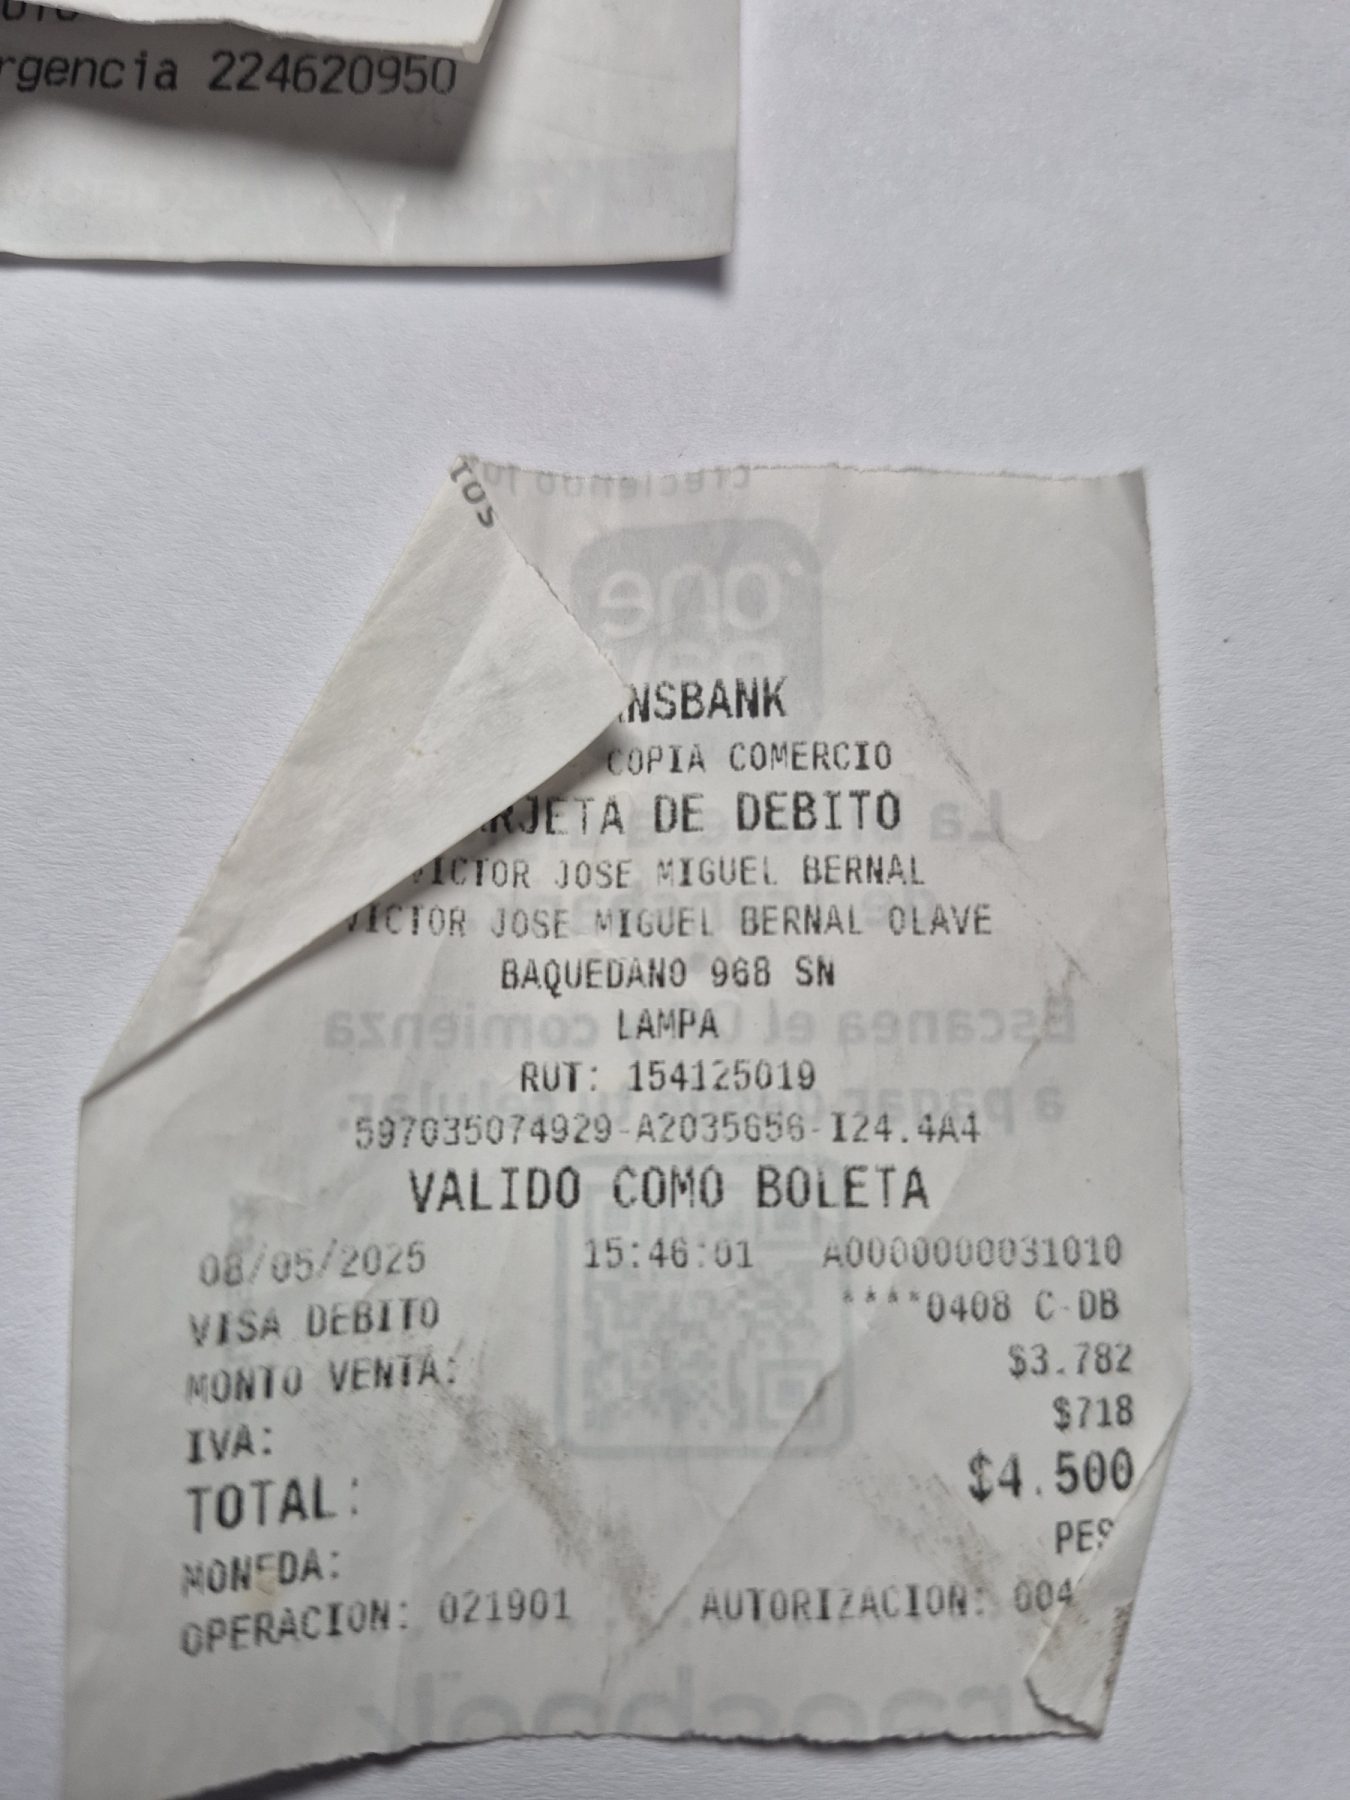 rgencia 224620950
NSBANK
COPIA COMERCIO
RJETA DE DEBITO
VICTOR JOSE MIGUEL BERNAL
VICTOR JOSE MIGUEL BERNAL OLAVE
BAQUEDANO 968 SN
LAMPA
RUT: 154125019
597035074929-A2035656-I24.4A4
VALIDO COMO BOLETA
08/05/2025 15:46:01 A0000000031010
VISA DEBITO ****0408 C-DB
MONTO VENTA: $3.782
IVA: $718
TOTAL: $4.500
MONEDA: PES
OPERACION: 021901 AUTORIZACION: 004